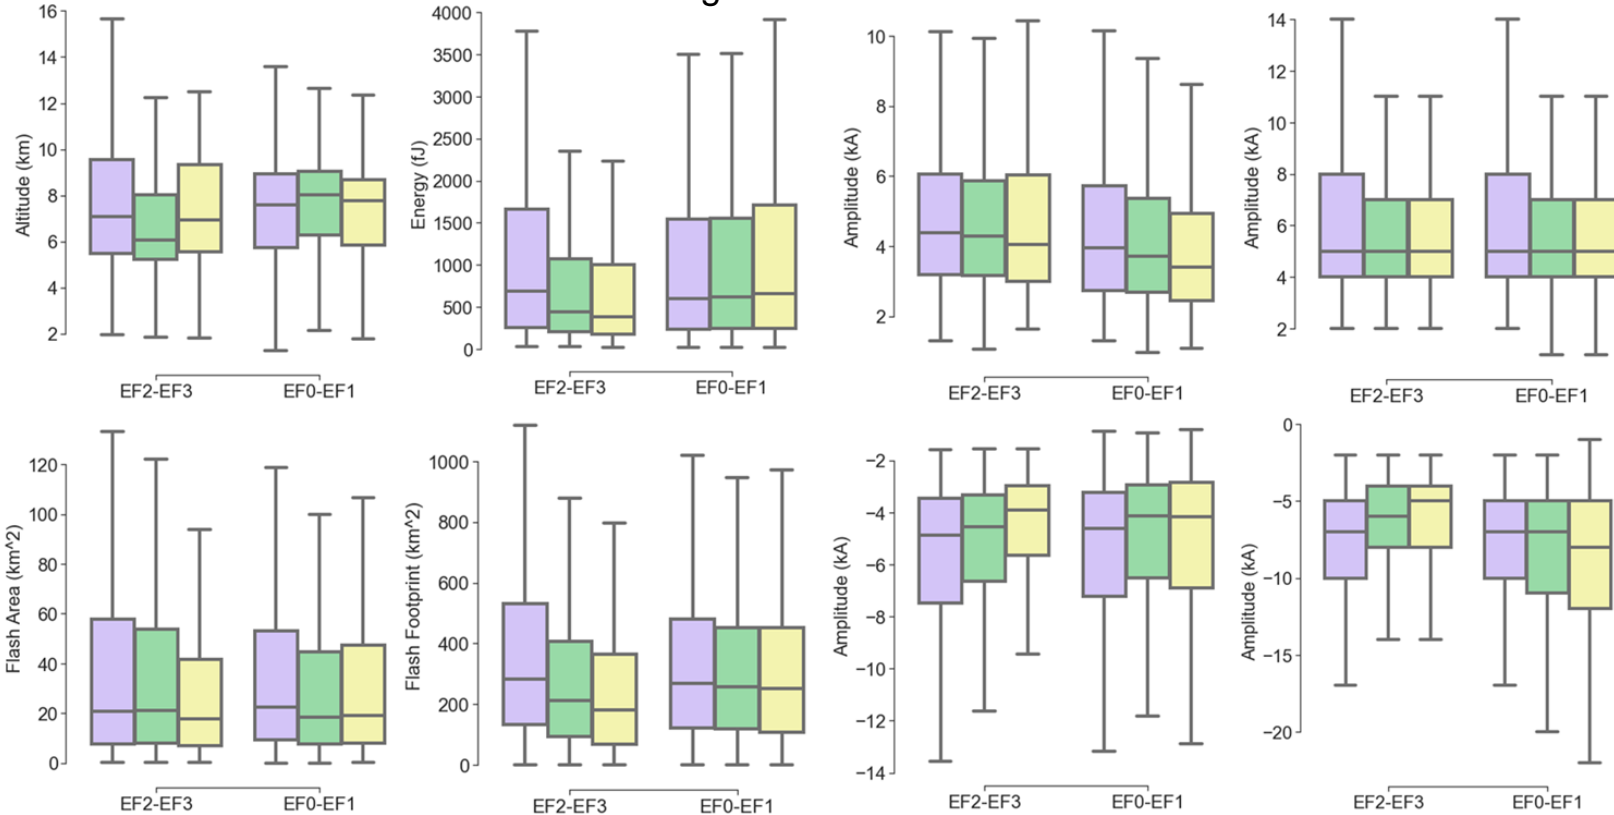 Altitude (km)
16
14
12
10
8
6
4
2
EF2-EF3
EF0-EF1
Energy (fJ)
4000
3500
3000
2500
2000
1500
1000
500
0
EF2-EF3
EF0-EF1
Amplitude (kA)
10
8
6
4
2
EF2-EF3
EF0-EF1
Amplitude (kA)
14
12
10
8
6
4
2
EF2-EF3
EF0-EF1
Flash Area (km^2)
120
100
80
60
40
20
0
EF2-EF3
EF0-EF1
Flash Footprint (km^2)
1000
800
600
400
200
0
EF2-EF3
EF0-EF1
Amplitude (kA)
−2
−4
−6
−8
−10
−12
−14
EF2-EF3
EF0-EF1
Amplitude (kA)
0
−5
−10
−15
−20
EF2-EF3
EF0-EF1